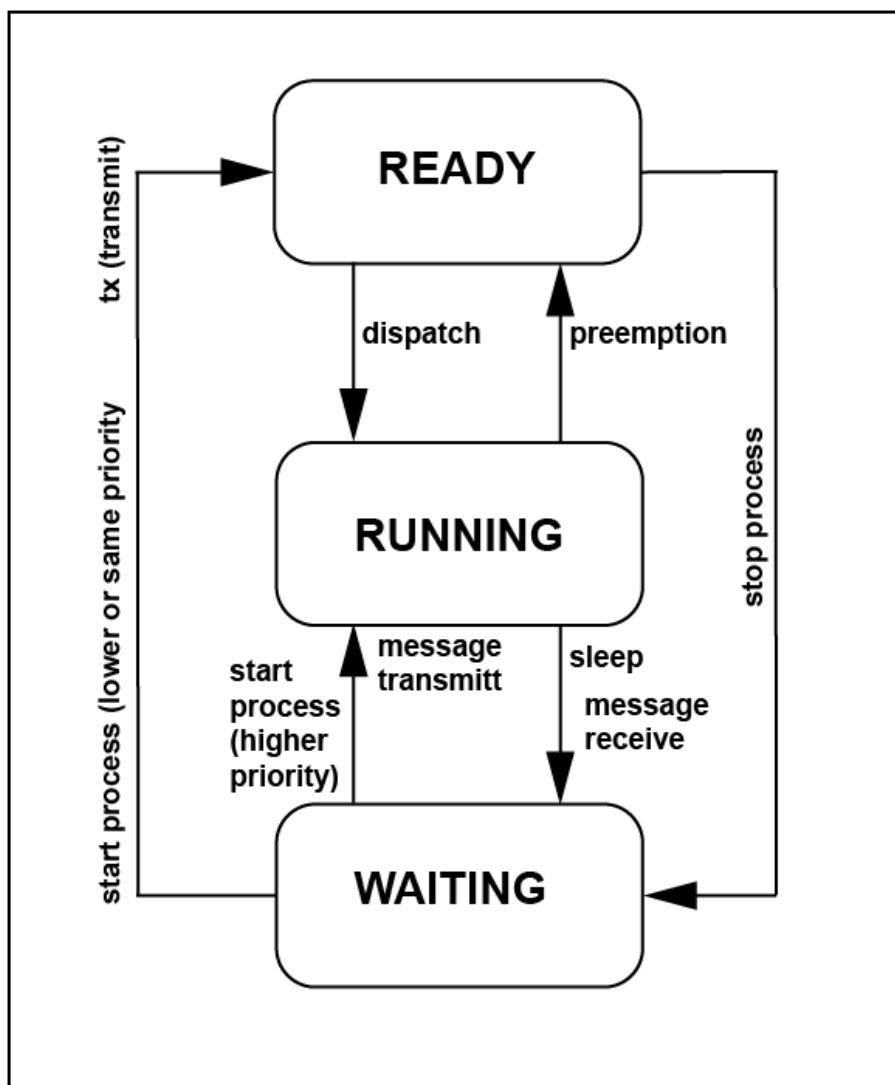 READY
tx (transmit)
dispatch
preemption
stop process
RUNNING
start process (lower or same priority
start
process
(higher
priority)
message
transmitt
sleep
message
receive
WAITING